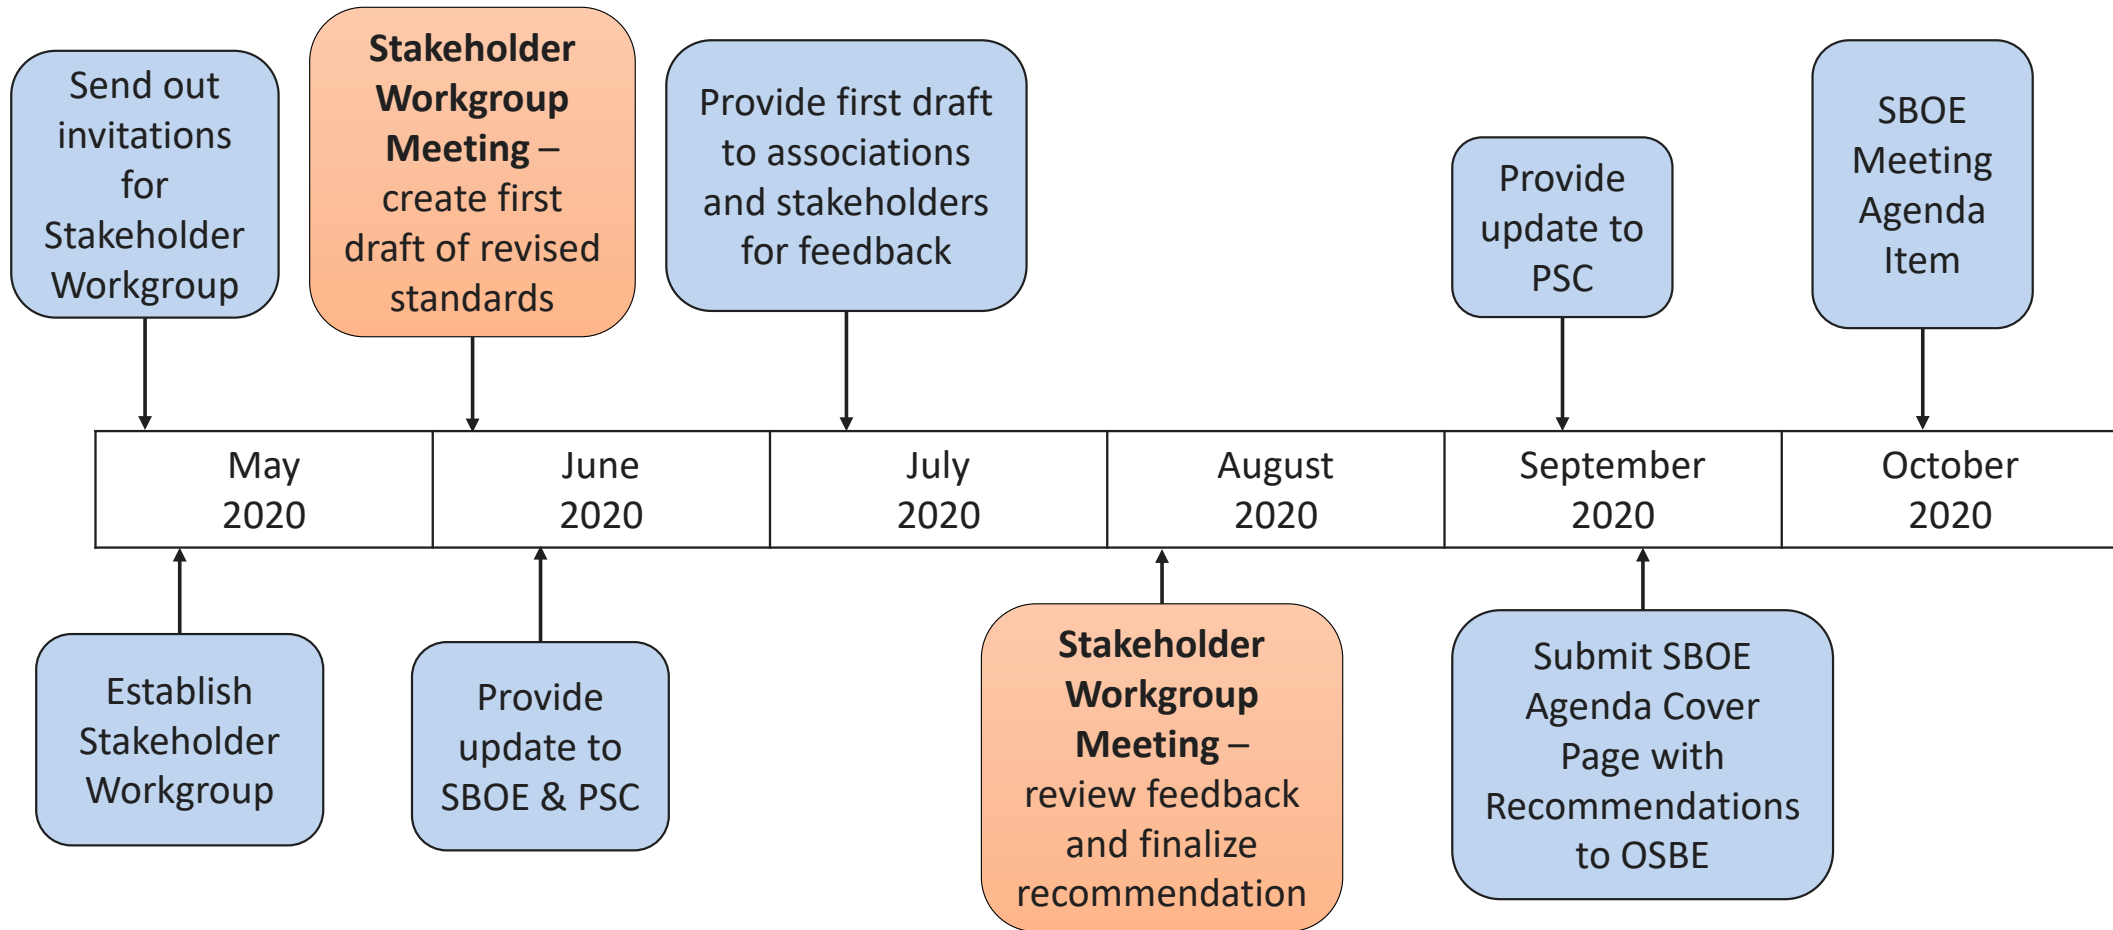 Send out
invitations
for
Stakeholder
Workgroup
Stakeholder
Workgroup
Meeting –
create first
draft of revised
standards
Provide first draft
to associations
and stakeholders
for feedback
Provide
update to
PSC
SBOE
Meeting
Agenda
Item
May
2020
June
2020
July
2020
August
2020
September
2020
October
2020
Establish
Stakeholder
Workgroup
Provide
update to
SBOE & PSC
Stakeholder
Workgroup
Meeting –
review feedback
and finalize
recommendation
Submit SBOE
Agenda Cover
Page with
Recommendations
to OSBE